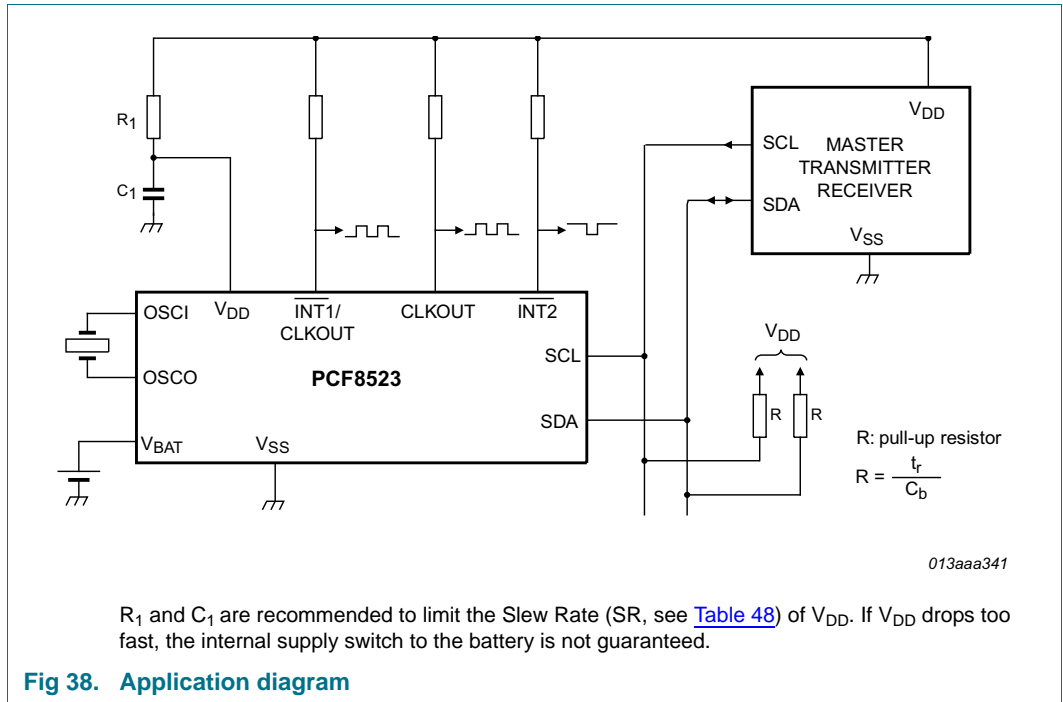 R1
C1
VDD
SCL
MASTER
TRANSMITTER
RECEIVER
SDA
VSS
OSCI
VDD
INT1/
CLKOUT
CLKOUT
INT2
SCL
OSCO
PCF8523
SDA
VBAT
VSS
VDD
R
R
R: pull-up resistor
R = tr
Cb
013aaa341
R1 and C1 are recommended to limit the Slew Rate (SR, see Table 48) of VDD. If VDD drops too
fast, the internal supply switch to the battery is not guaranteed.
Fig 38. Application diagram